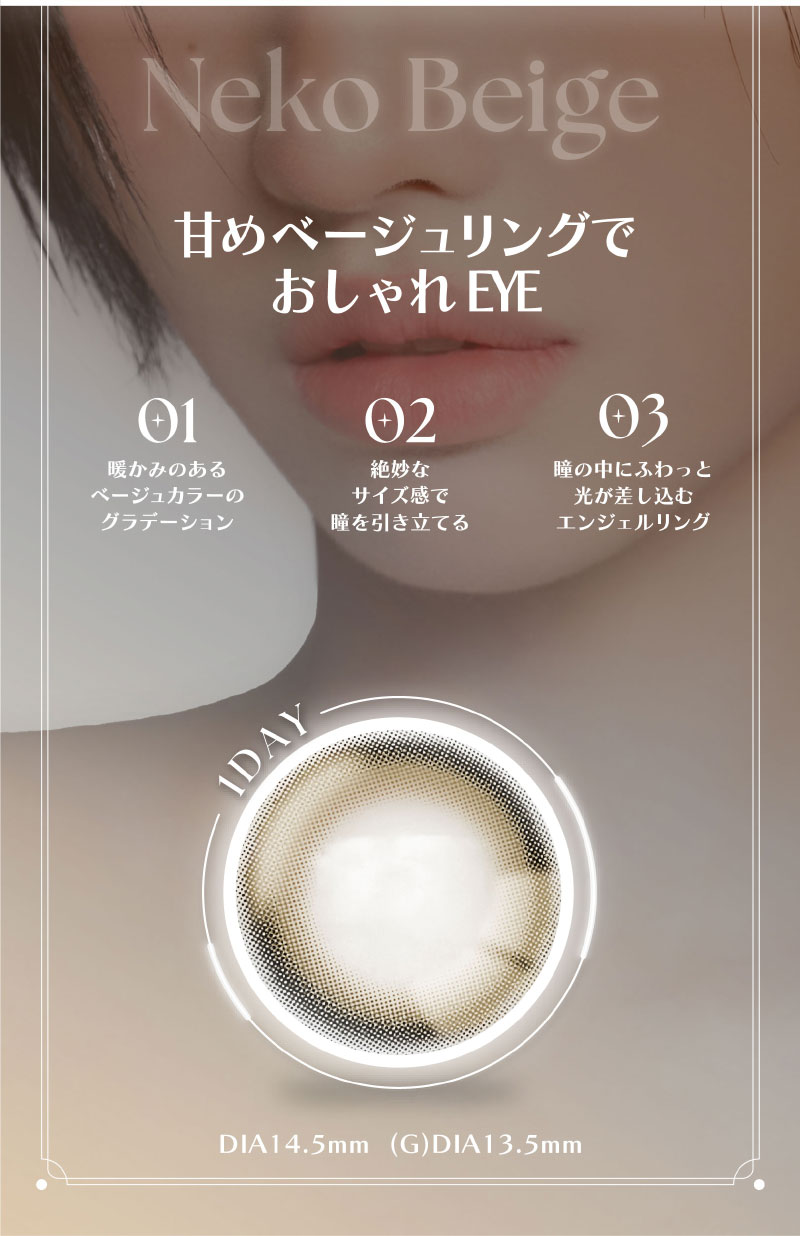 Neko Beige
甘めベージュリングで
おしゃれEYE
01
暖かみのある
ベージュカラーの
グラデーション
02
絶妙な
サイズ感で
瞳を引き立てる
03
瞳の中にふわっと
光が差し込む
エンジェルリング
1DAY
DIA14.5mm (G)DIA13.5mm